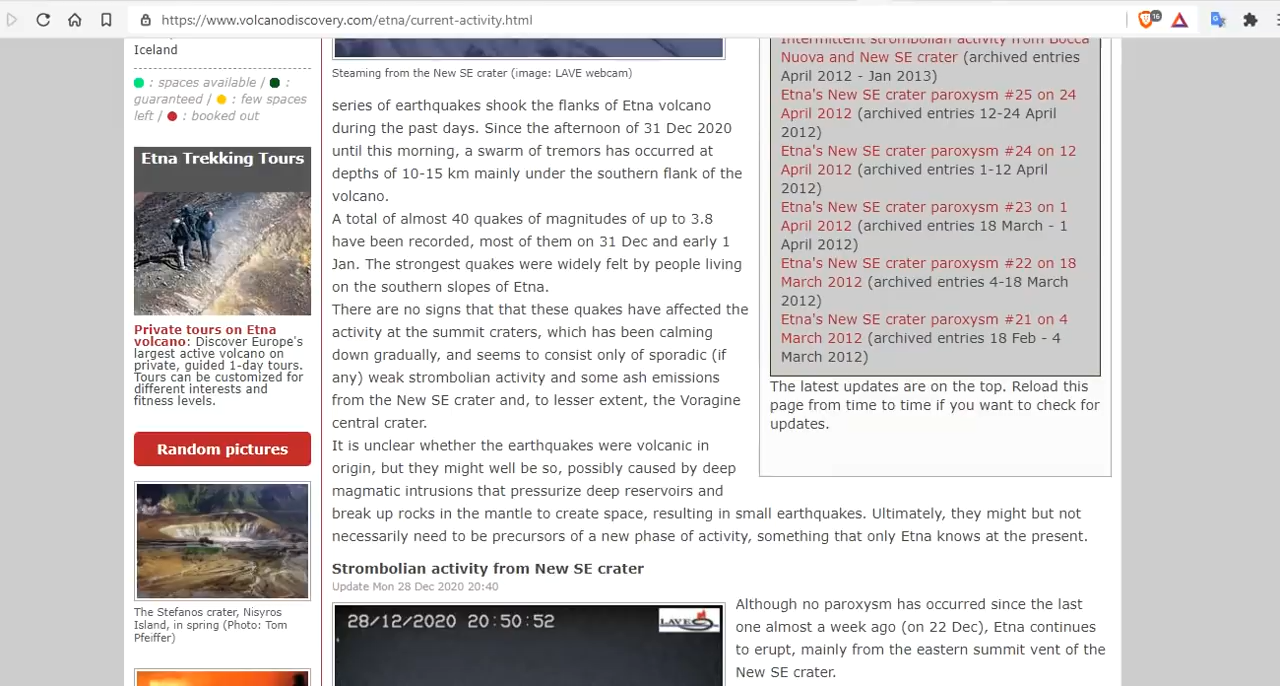 https://www.volcanodiscovery.com/etna/current-activity.html
16
Iceland
: spaces available / :
guaranteed / : few spaces
left / : booked out
Etna Trekking Tours
Private tours on Etna
volcano: Discover Europe's
largest active volcano on
private, guided 1-day tours.
Tours can be customized for
different interests and
fitness levels.
Random pictures
The Stefanos crater, Nisyros
Island, in spring (Photo: Tom
Pfeiffer)
Steaming from the New SE crater (image: LAVE webcam)
series of earthquakes shook the flanks of Etna volcano
during the past days. Since the afternoon of 31 Dec 2020
until this morning, a swarm of tremors has occurred at
depths of 10-15 km mainly under the southern flank of the
volcano.
A total of almost 40 quakes of magnitudes of up to 3.8
have been recorded, most of them on 31 Dec and early 1
Jan. The strongest quakes were widely felt by people living
on the southern slopes of Etna.
There are no signs that that these quakes have affected the
activity at the summit craters, which has been calming
down gradually, and seems to consist only of sporadic (if
any) weak strombolian activity and some ash emissions
from the New SE crater and, to lesser extent, the Voragine
central crater.
It is unclear whether the earthquakes were volcanic in
origin, but they might well be so, possibly caused by deep
magmatic intrusions that pressurize deep reservoirs and
break up rocks in the mantle to create space, resulting in small earthquakes. Ultimately, they might but not
necessarily need to be precursors of a new phase of activity, something that only Etna knows at the present.
Strombolian activity from New SE crater
Update Mon 28 Dec 2020 20:40
28/12/2020 20:50:52
LAVE
Although no paroxysm has occurred since the last
one almost a week ago (on 22 Dec), Etna continues
to erupt, mainly from the eastern summit vent of the
New SE crater.
Intermittent strombolian activity from Bocca
Nuova and New SE crater (archived entries
April 2012 - Jan 2013)
Etna's New SE crater paroxysm #25 on 24
April 2012 (archived entries 12-24 April
2012)
Etna's New SE crater paroxysm #24 on 12
April 2012 (archived entries 1-12 April
2012)
Etna's New SE crater paroxysm #23 on 1
April 2012 (archived entries 18 March - 1
April 2012)
Etna's New SE crater paroxysm #22 on 18
March 2012 (archived entries 4-18 March
2012)
Etna's New SE crater paroxysm #21 on 4
March 2012 (archived entries 18 Feb - 4
March 2012)
The latest updates are on the top. Reload this
page from time to time if you want to check for
updates.